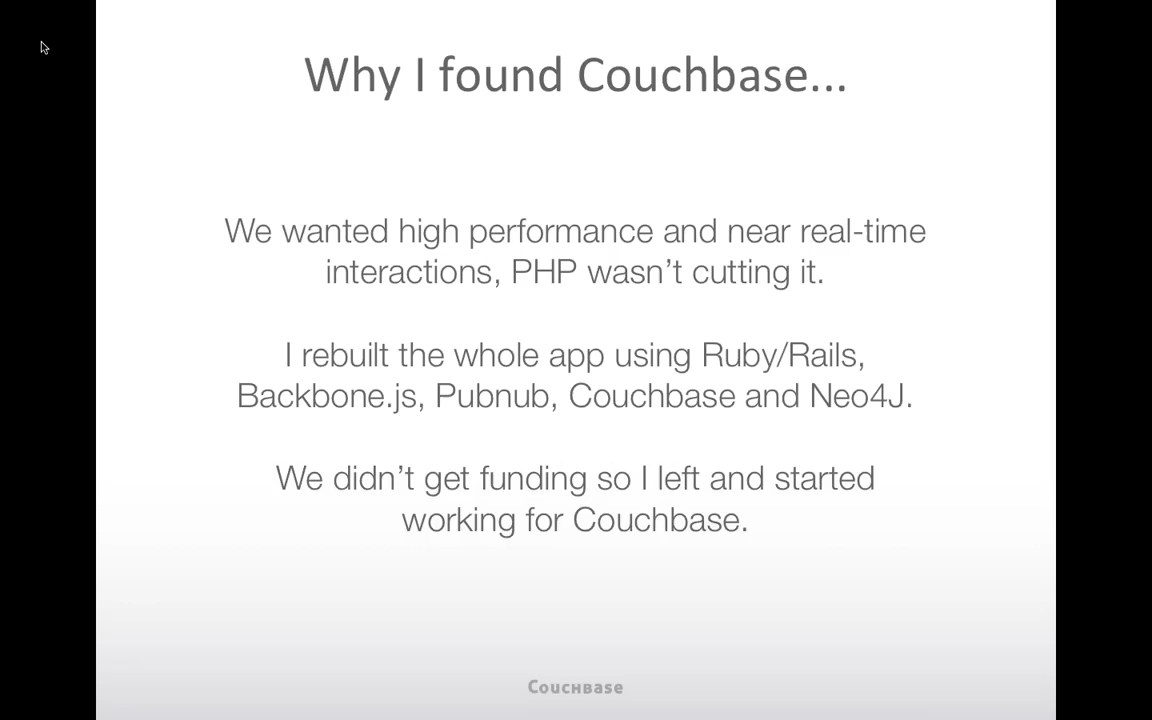 Why I found Couchbase...
We wanted high performance and near real-time
interactions, PHP wasn't cutting it.
I rebuilt the whole app using Ruby/Rails,
Backbone.js, Pubnub, Couchbase and Neo4J.
We didn't get funding so I left and started
working for Couchbase.
Couchbase